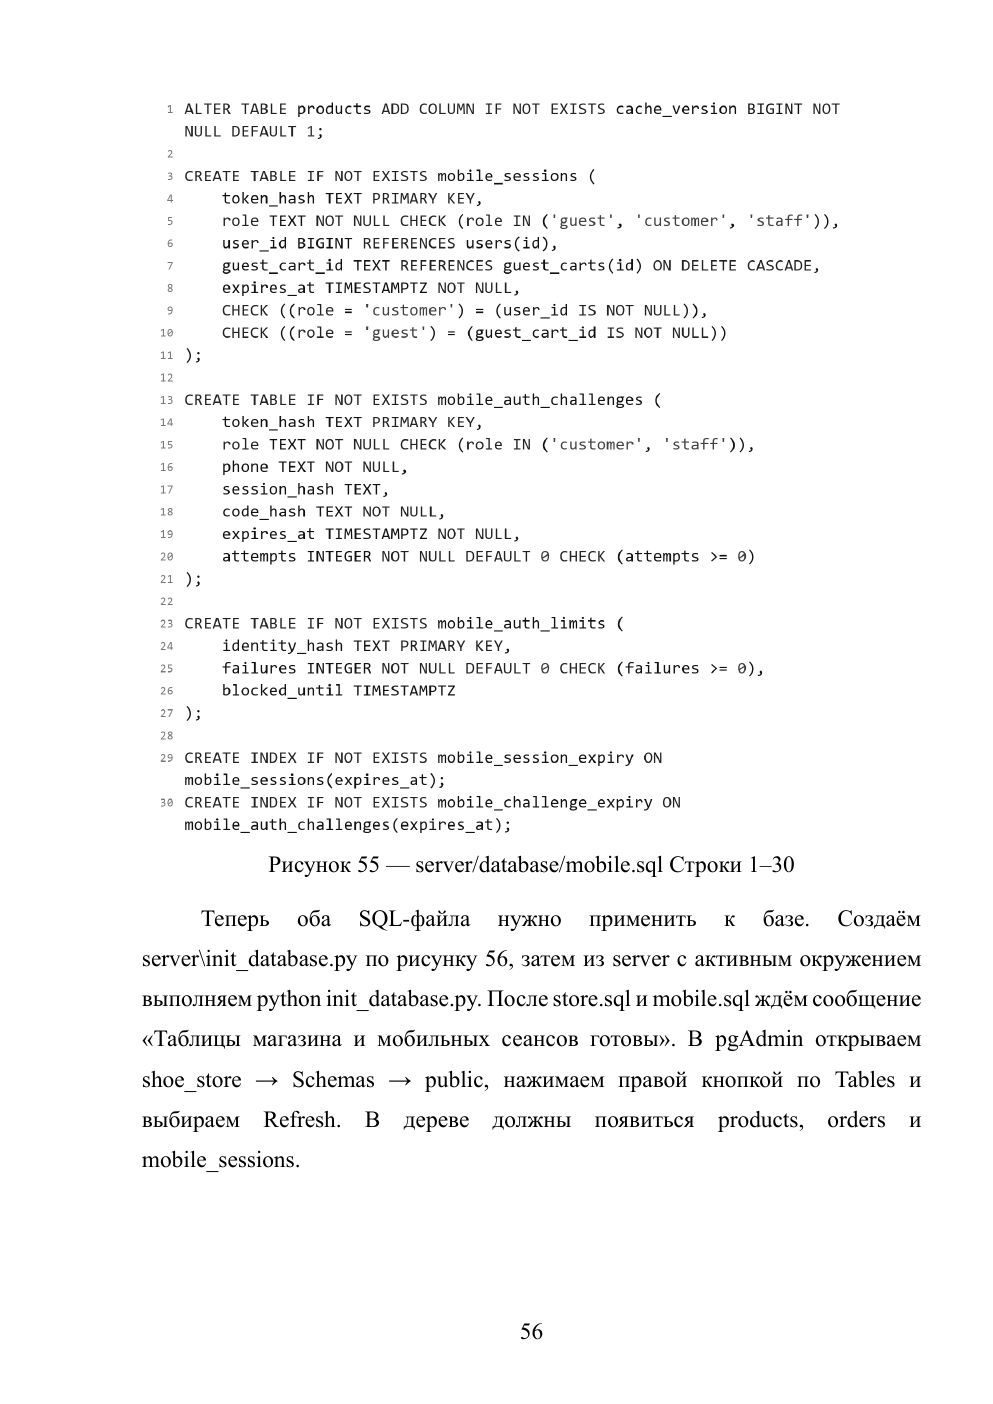 1 ALTER TABLE products ADD COLUMN IF NOT EXISTS cache_version BIGINT NOT
NULL DEFAULT 1;
2
3 CREATE TABLE IF NOT EXISTS mobile_sessions (
4 token_hash TEXT PRIMARY KEY,
5 role TEXT NOT NULL CHECK (role IN ('guest', 'customer', 'staff')),
6 user_id BIGINT REFERENCES users(id),
7 guest_cart_id TEXT REFERENCES guest_carts(id) ON DELETE CASCADE,
8 expires_at TIMESTAMPTZ NOT NULL,
9 CHECK ((role = 'customer') = (user_id IS NOT NULL)),
10 CHECK ((role = 'guest') = (guest_cart_id IS NOT NULL))
11 );
12
13 CREATE TABLE IF NOT EXISTS mobile_auth_challenges (
14 token_hash TEXT PRIMARY KEY,
15 role TEXT NOT NULL CHECK (role IN ('customer', 'staff')),
16 phone TEXT NOT NULL,
17 session_hash TEXT,
18 code_hash TEXT NOT NULL,
19 expires_at TIMESTAMPTZ NOT NULL,
20 attempts INTEGER NOT NULL DEFAULT 0 CHECK (attempts >= 0)
21 );
22
23 CREATE TABLE IF NOT EXISTS mobile_auth_limits (
24 identity_hash TEXT PRIMARY KEY,
25 failures INTEGER NOT NULL DEFAULT 0 CHECK (failures >= 0),
26 blocked_until TIMESTAMPTZ
27 );
28
29 CREATE INDEX IF NOT EXISTS mobile_session_expiry ON
mobile_sessions(expires_at);
30 CREATE INDEX IF NOT EXISTS mobile_challenge_expiry ON
mobile_auth_challenges(expires_at);
Рисунок 55 — server/database/mobile.sql Строки 1–30
Теперь оба SQL-файла нужно применить к базе. Создаём
server\init_database.py по рисунку 56, затем из server с активным окружением
выполняем python init_database.py. После store.sql и mobile.sql ждём сообщение
«Таблицы магазина и мобильных сеансов готовы». В pgAdmin открываем
shoe_store → Schemas → public, нажимаем правой кнопкой по Tables и
выбираем Refresh. В дереве должны появиться products, orders и
mobile_sessions.
56